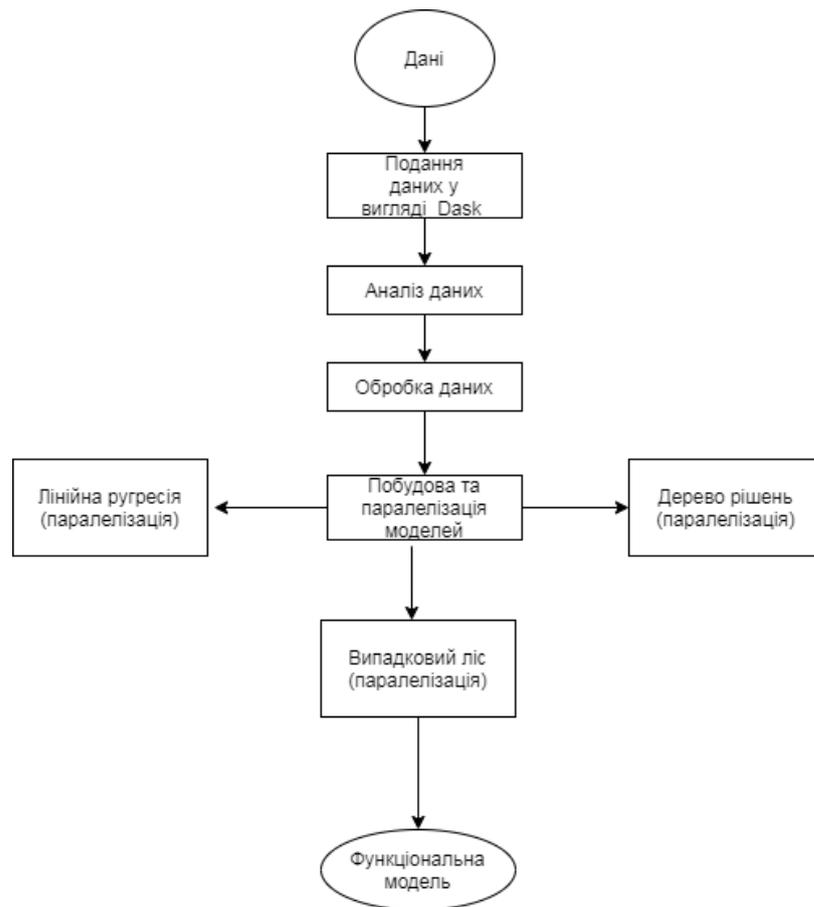 Дані
Подання
даних у
вигляді Dask
Аналіз даних
Обробка даних
Лінійна ругресія
(паралелізація)
Побудова та
паралелізація
моделей
Дерево рішень
(паралелізація)
Випадковий ліс
(паралелізація)
Функціональна
модель